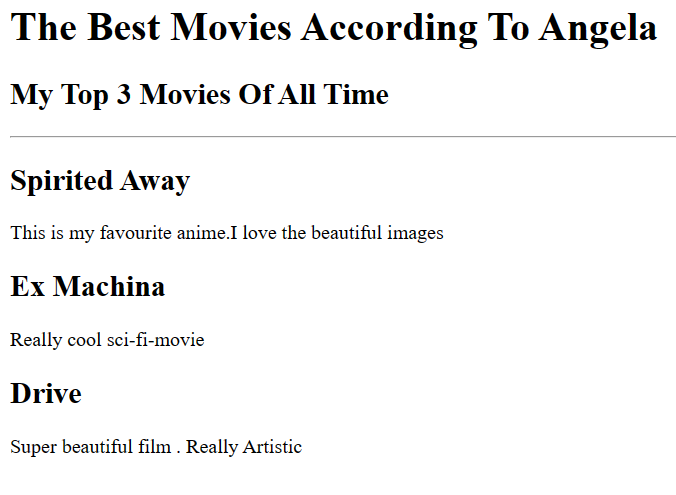 The Best Movies According To Angela
My Top 3 Movies Of All Time
Spirited Away
This is my favourite anime.I love the beautiful images
Ex Machina
Really cool sci-fi-movie
Drive
Super beautiful film . Really Artistic